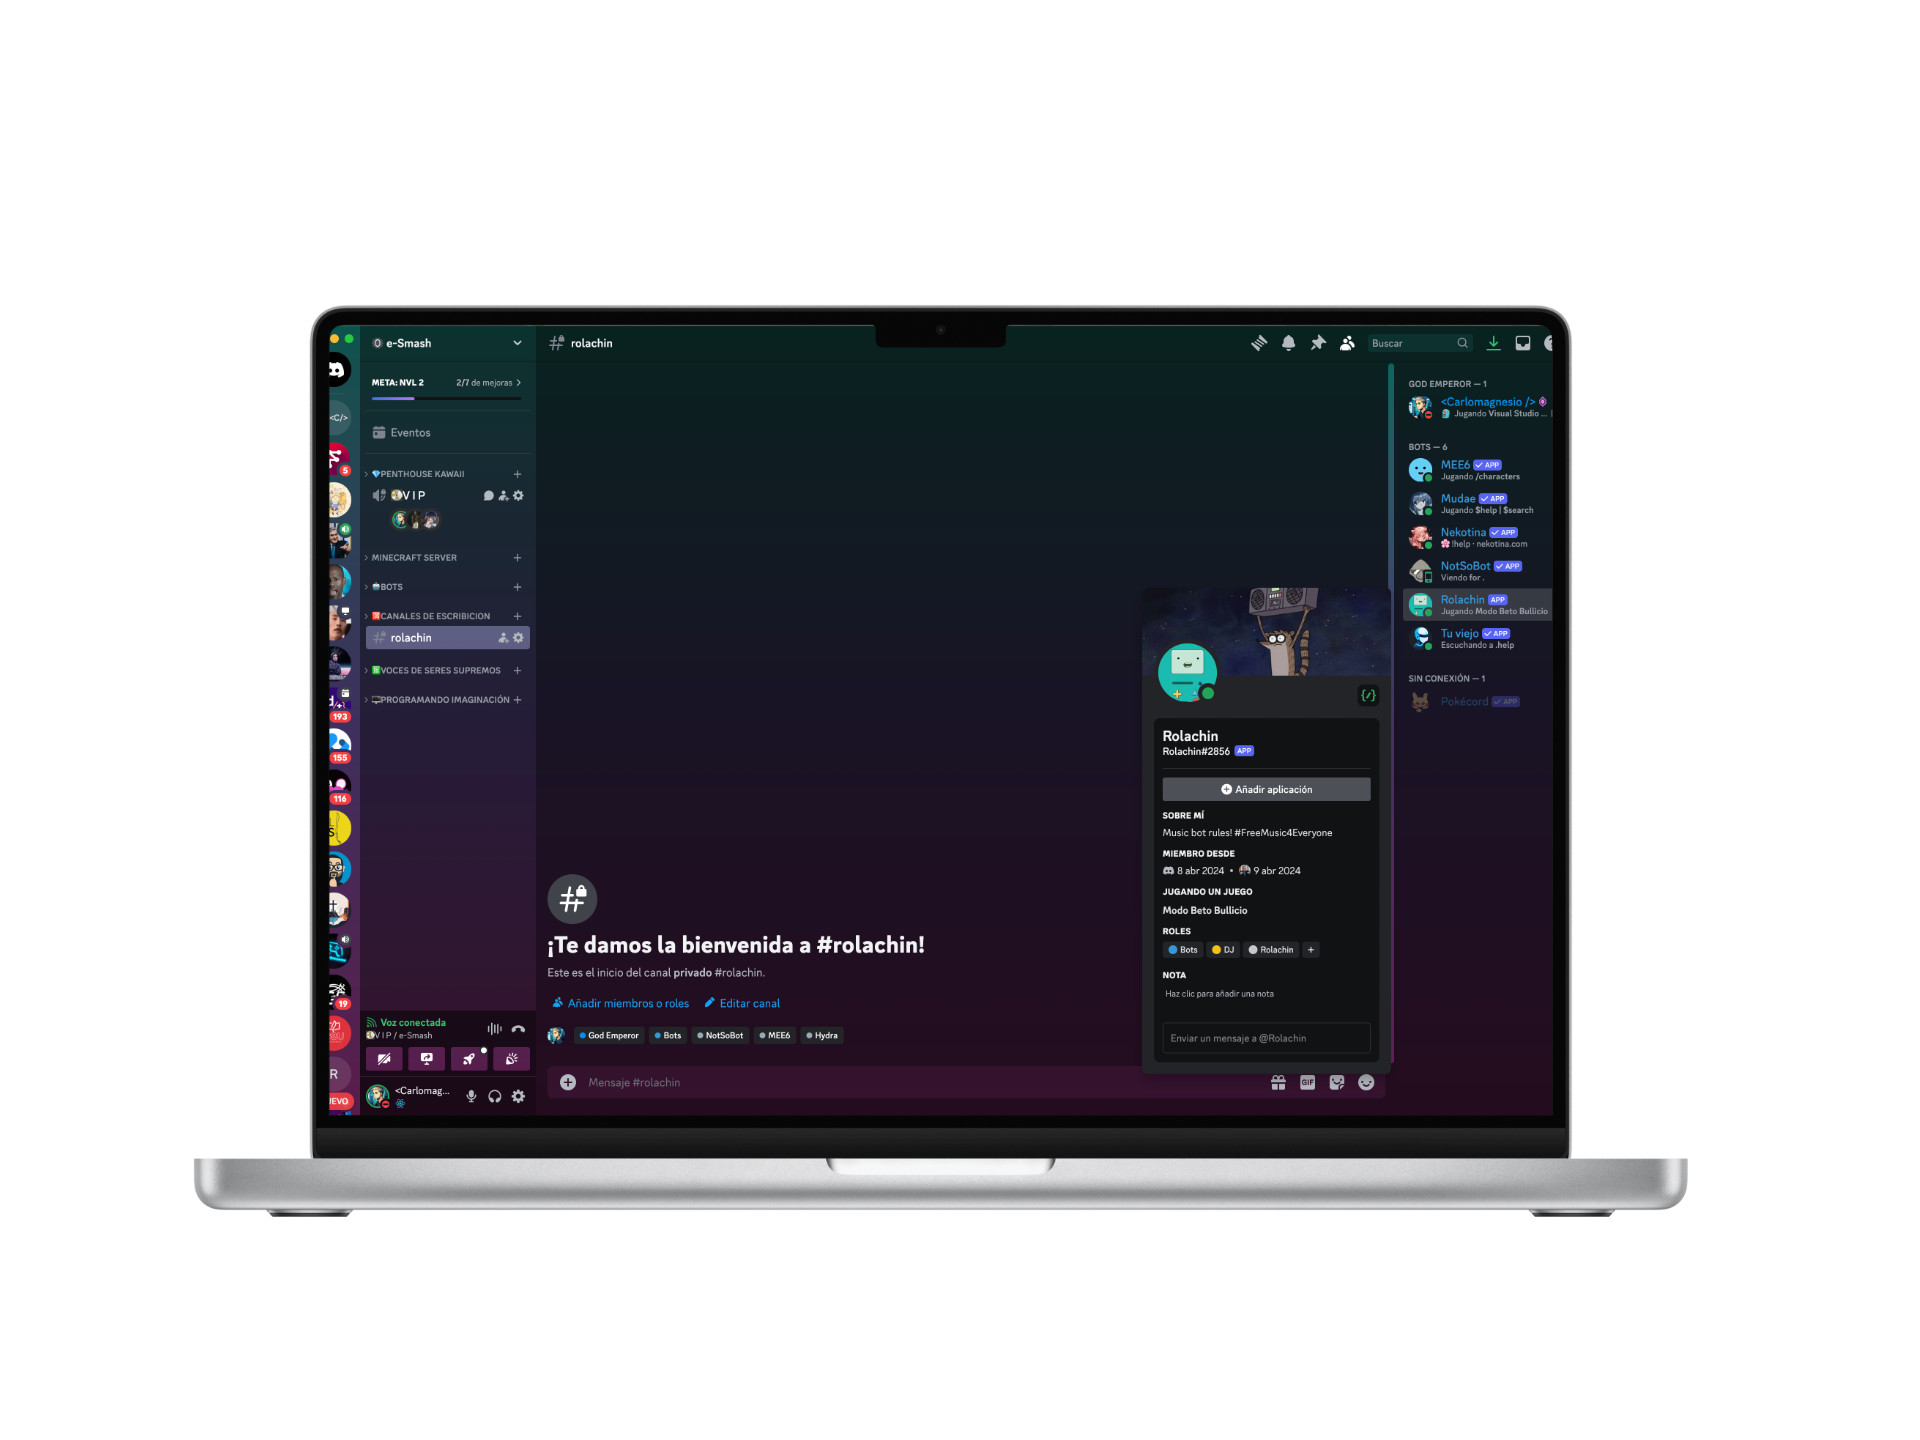 e-Smash
META: NVL 2 2/7 de mejoras
Eventos
PENTHOUSE KAWAII
V I P
MINECRAFT SERVER
BOTS
CANALES DE ESCRIBICION
rolachin
VOCES DE SERES SUPREMOS
PROGRAMANDO IMAGINACIÓN
Voz conectada
V I P / e-Smash
<Carlomag...
<C/>
5
193
155
116
S
19
R
EVO
rolachin
Buscar
¡Te damos la bienvenida a #rolachin!
Este es el inicio del canal privado #rolachin.
Añadir miembros o roles Editar canal
God Emperor Bots NotSoBot MEE6 Hydra
Mensaje #rolachin
GIF
Rolachin
Rolachin#2856 APP
Añadir aplicación
SOBRE MÍ
Music bot rules! #FreeMusic4Everyone
MIEMBRO DESDE
8 abr 2024 • 9 abr 2024
JUGANDO UN JUEGO
Modo Beto Bullicio
ROLES
Bots DJ Rolachin +
NOTA
Haz clic para añadir una nota
Enviar un mensaje a @Rolachin
GOD EMPEROR — 1
<Carlomagnesio />
Jugando Visual Studio ...
BOTS — 6
MEE6 APP
Jugando /characters
Mudae APP
Jugando $help | $search
Nekotina APP
!help · nekotina.com
NotSoBot APP
Viendo for .
Rolachin APP
Jugando Modo Beto Bullicio
Tu viejo APP
Escuchando a .help
SIN CONEXIÓN — 1
Pokécord APP